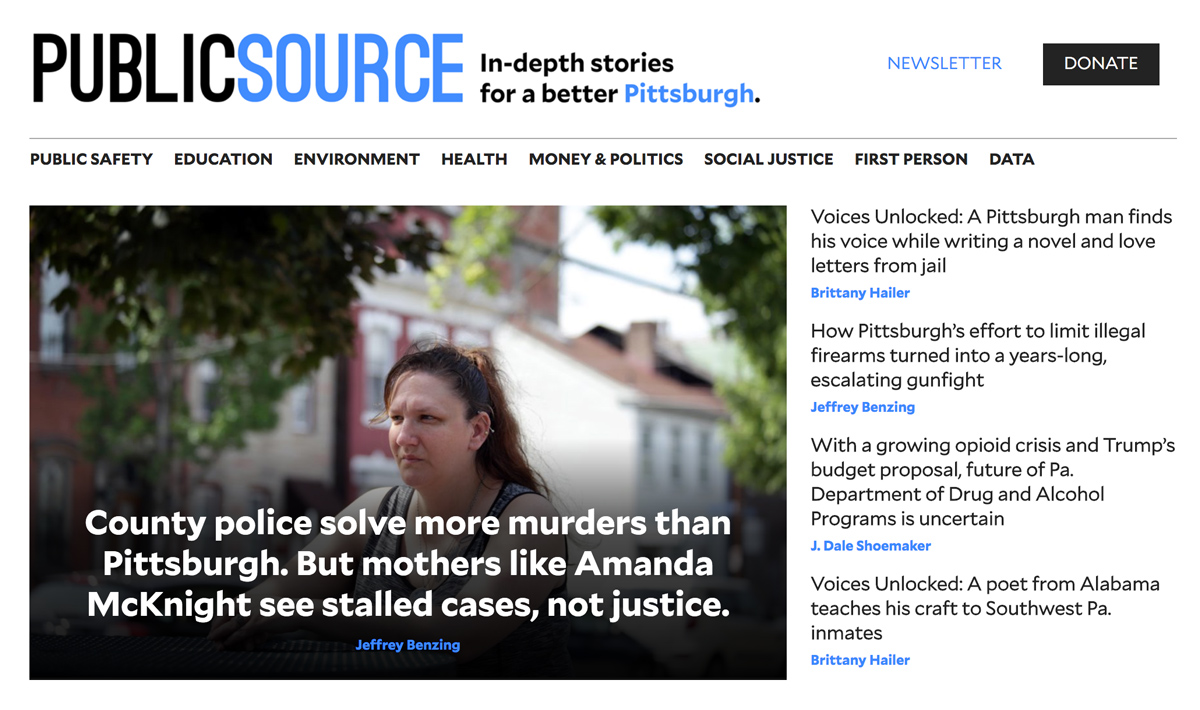 PUBLICSOURCE
In-depth stories
for a better Pittsburgh.
NEWSLETTER
DONATE
PUBLIC SAFETY EDUCATION ENVIRONMENT HEALTH MONEY & POLITICS SOCIAL JUSTICE FIRST PERSON DATA
County police solve more murders than
Pittsburgh. But mothers like Amanda
McKnight see stalled cases, not justice.
Jeffrey Benzing
Voices Unlocked: A Pittsburgh man finds
his voice while writing a novel and love
letters from jail
Brittany Hailer
How Pittsburgh’s effort to limit illegal
firearms turned into a years-long,
escalating gunfight
Jeffrey Benzing
With a growing opioid crisis and Trump’s
budget proposal, future of Pa.
Department of Drug and Alcohol
Programs is uncertain
J. Dale Shoemaker
Voices Unlocked: A poet from Alabama
teaches his craft to Southwest Pa.
inmates
Brittany Hailer